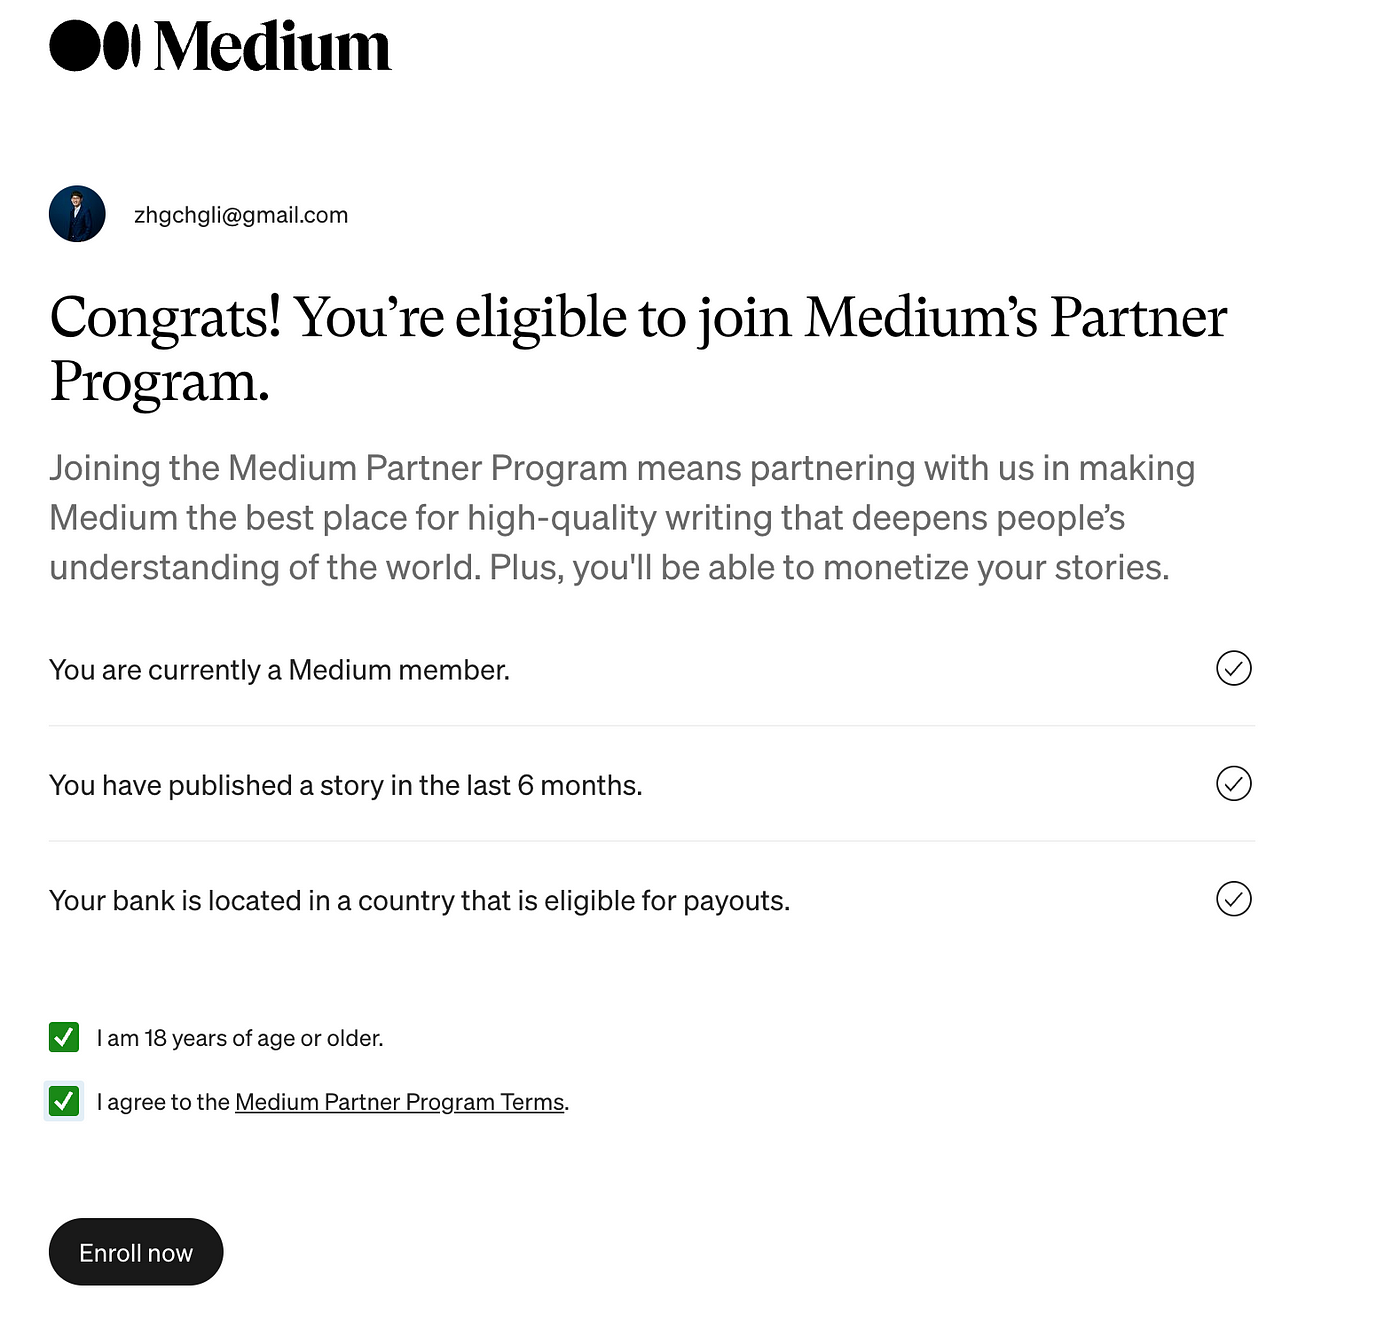 Medium
zhgchgli@gmail.com
Congrats! You’re eligible to join Medium’s Partner
Program.
Joining the Medium Partner Program means partnering with us in making
Medium the best place for high-quality writing that deepens people’s
understanding of the world. Plus, you'll be able to monetize your stories.
You are currently a Medium member.
You have published a story in the last 6 months.
Your bank is located in a country that is eligible for payouts.
I am 18 years of age or older.
I agree to the Medium Partner Program Terms.
Enroll now